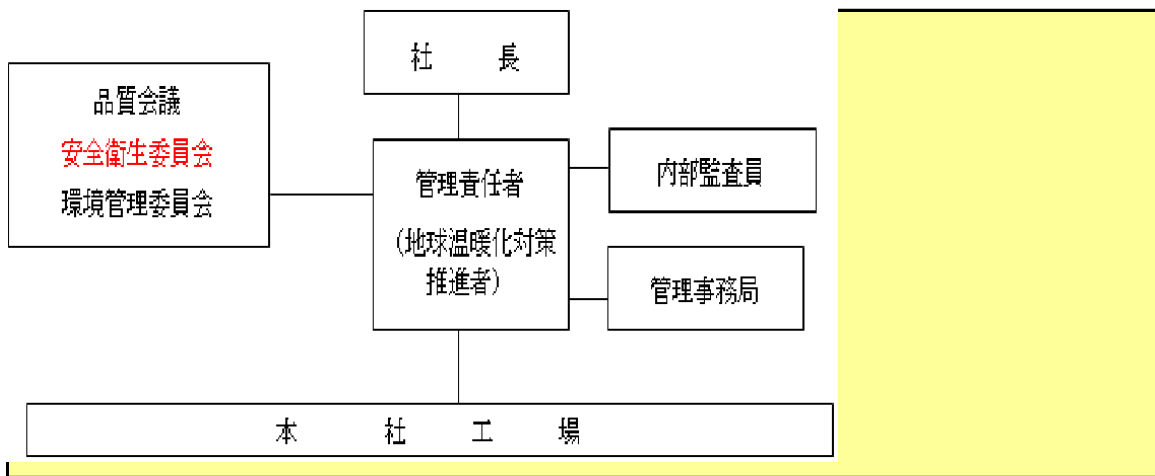 社長
品質会議
安全衛生委員会
環境管理委員会
管理責任者
(地球温暖化対策
推進者)
内部監査員
管理事務局
本社工場